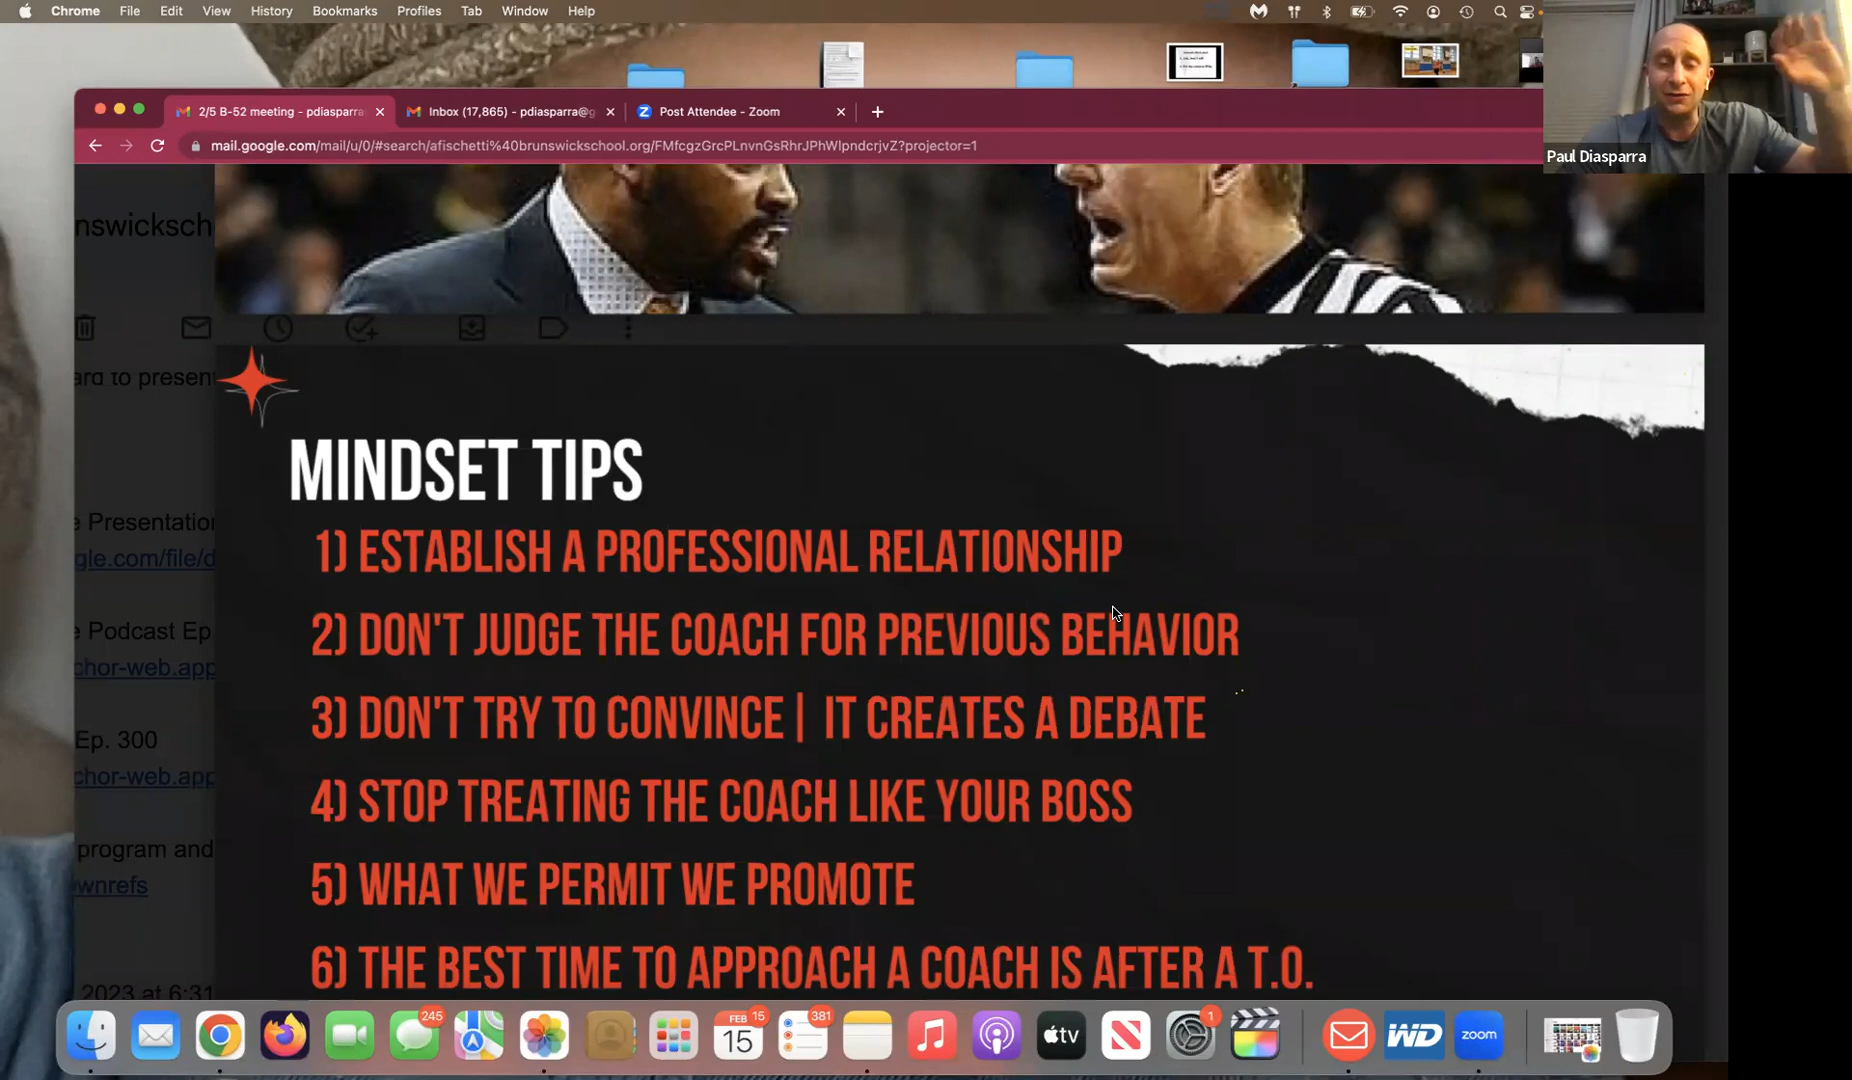 Chrome File Edit View History Bookmarks Profiles Tab Window Help
Paul Diasparra
2/5 B-52 meeting - pdiasparra
Inbox (17,865) - pdiasparra@g
Post Attendee - Zoom
mail.google.com/mail/u/0/#search/afischetti%40brunswickschool.org/FMfcgzGrcPLnvnGsRhrJPhWlpndcrjvZ?projector=1
nswicksch
ard to present
MINDSET TIPS
1) ESTABLISH A PROFESSIONAL RELATIONSHIP
2) DON'T JUDGE THE COACH FOR PREVIOUS BEHAVIOR
3) DON'T TRY TO CONVINCE | IT CREATES A DEBATE
4) STOP TREATING THE COACH LIKE YOUR BOSS
5) WHAT WE PERMIT WE PROMOTE
6) THE BEST TIME TO APPROACH A COACH IS AFTER A T.O.
e Presentation
gle.com/file/d
e Podcast Ep
chor-web.app
Ep. 300
chor-web.app
program and
wnrefs
2023 at 6:31
245
FEB 15
15
381
tv
1
WD
zoom